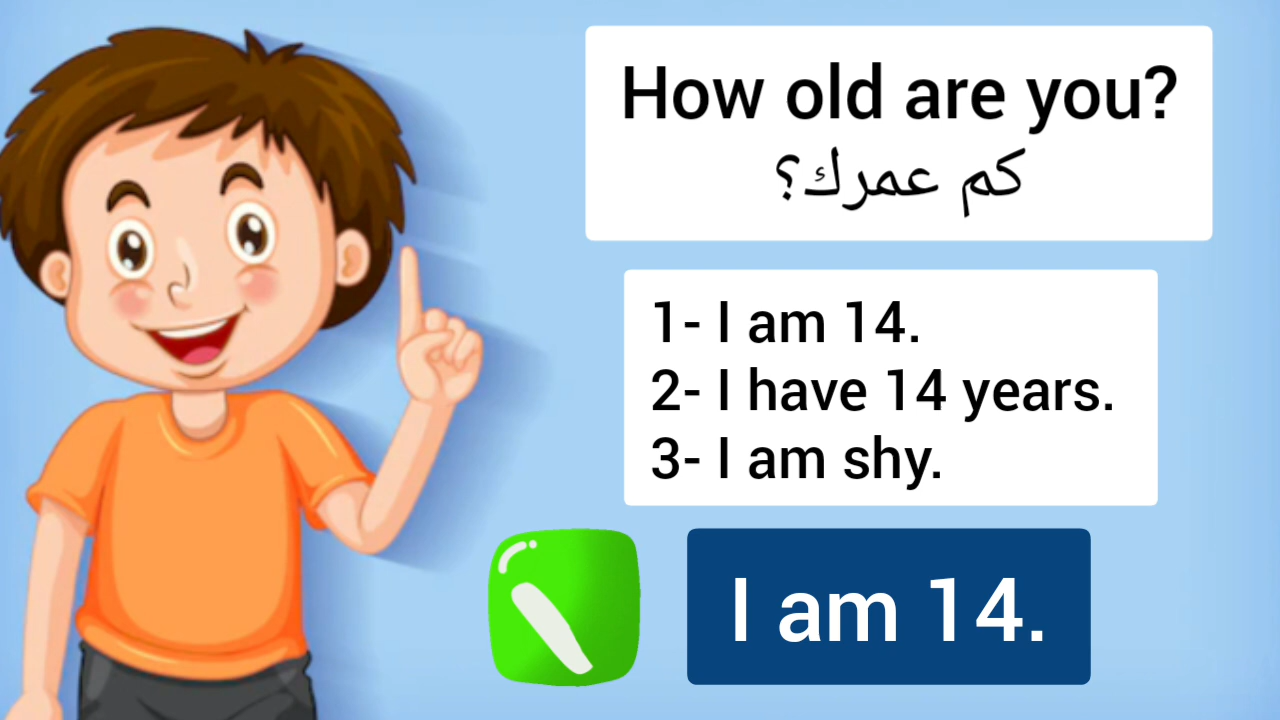 How old are you?
كم عمرك؟
1- I am 14.
2- I have 14 years.
3- I am shy.
I am 14.